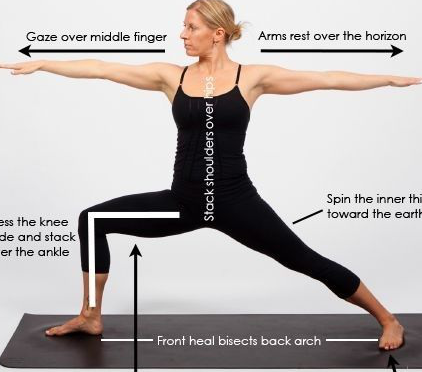 Gaze over middle finger
Arms rest over the horizon
Stack shoulders over hips
Spin the inner thi
toward the earth
ess the knee
de and stack
er the ankle
Front heal bisects back arch